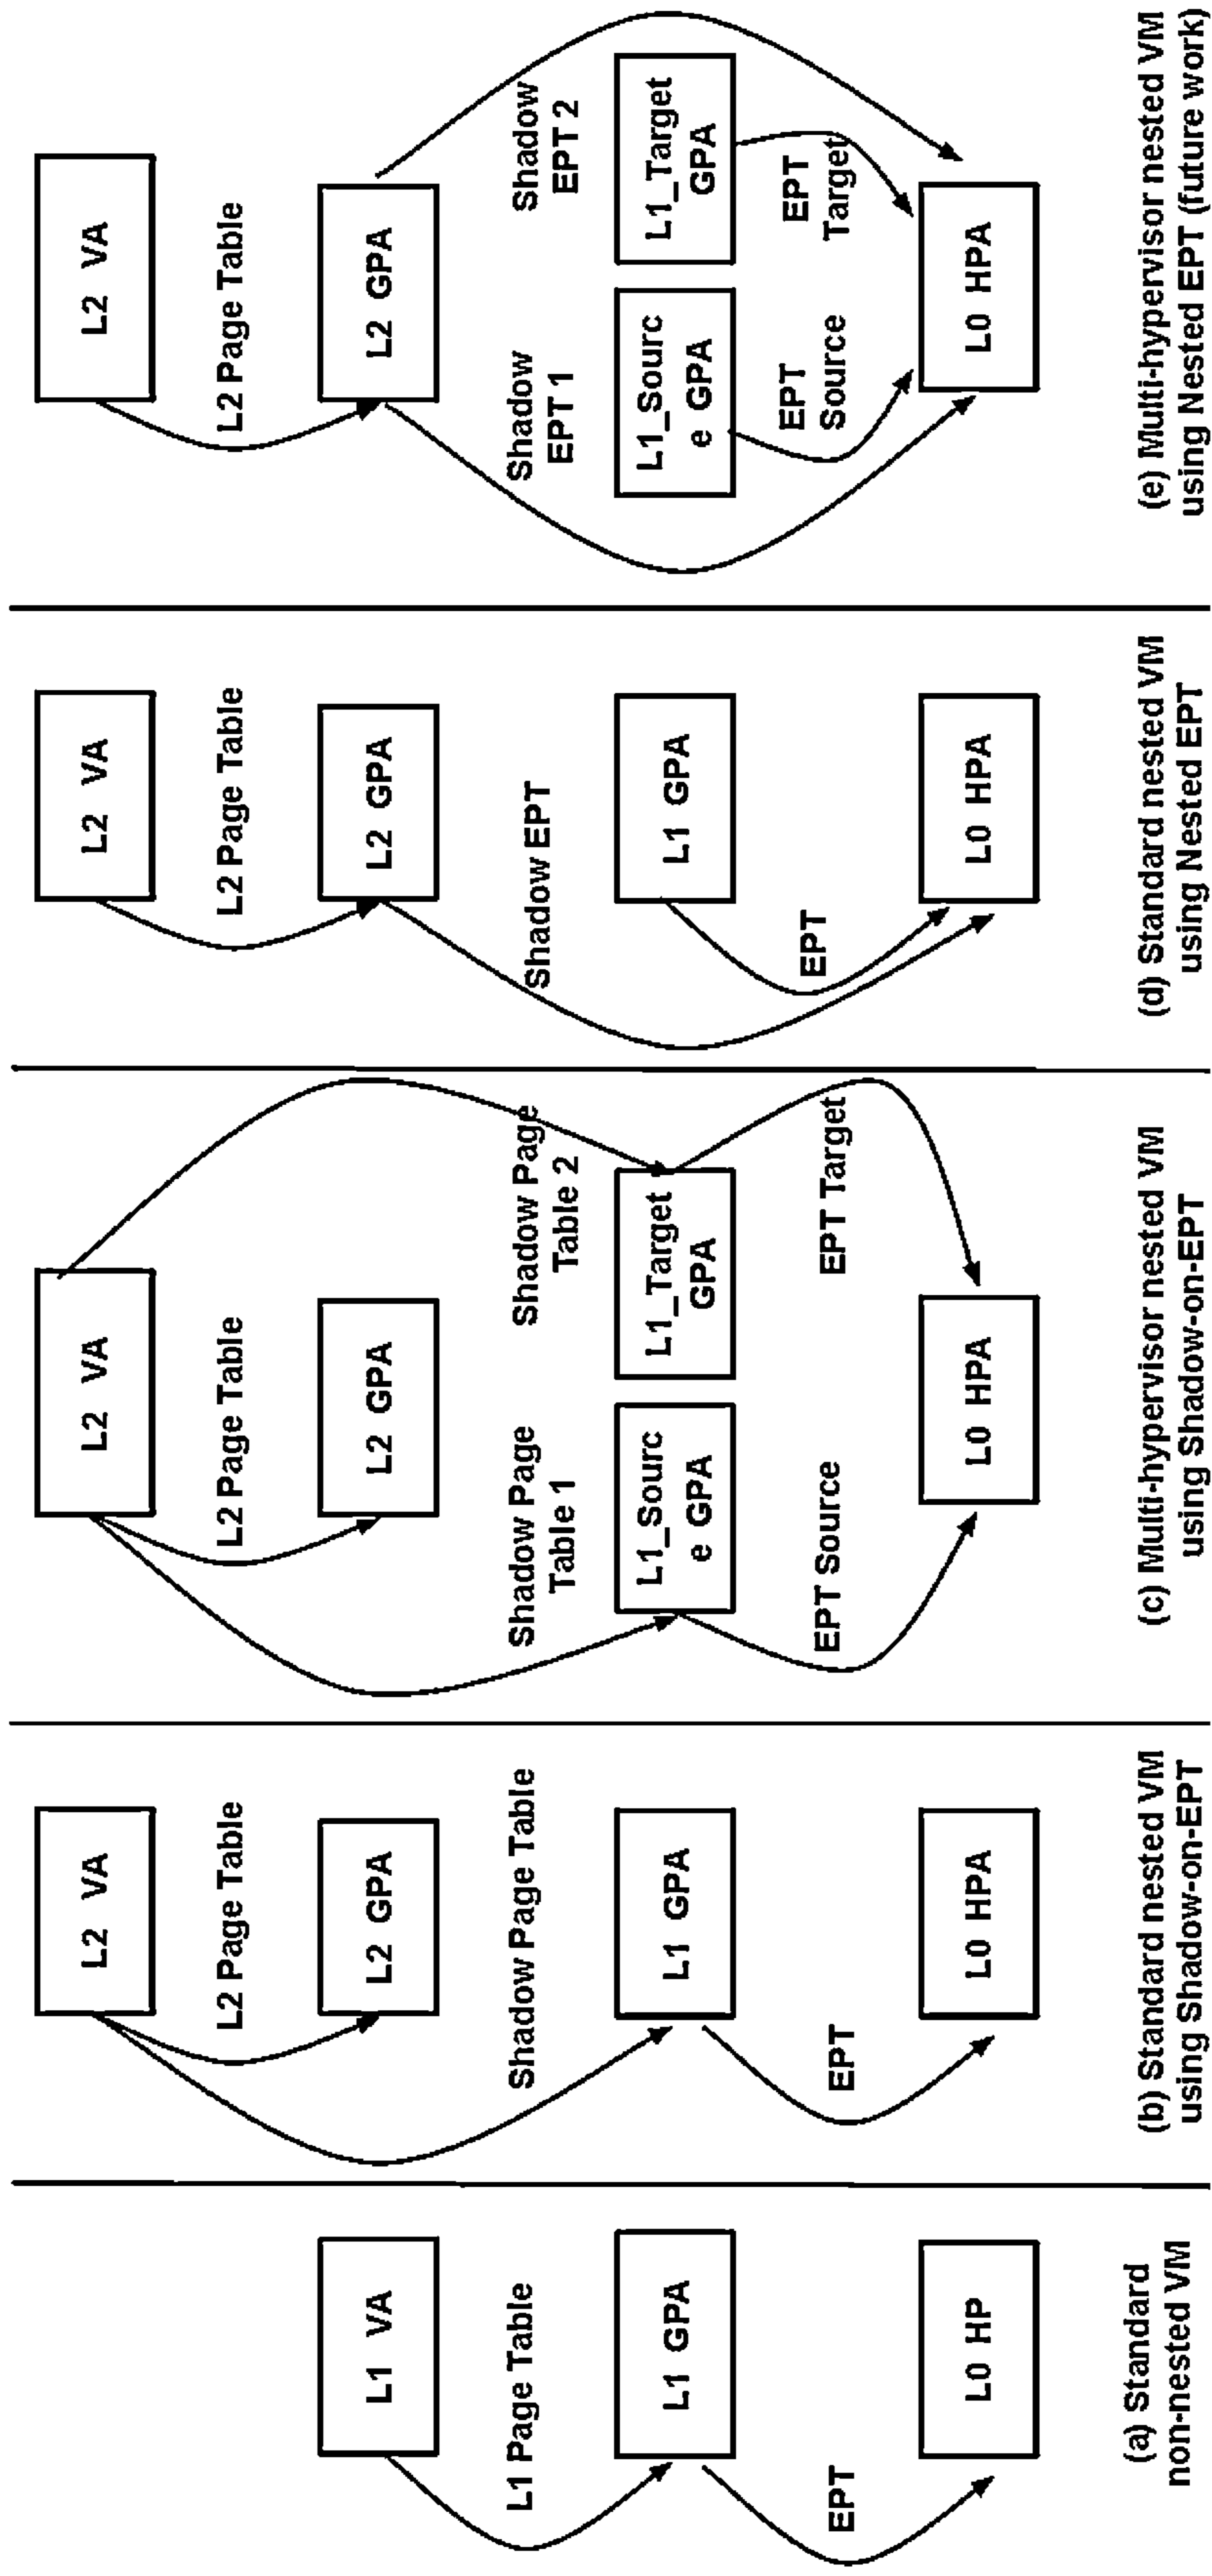 L1 VA
L1 Page Table
L1 GPA
EPT
L0 HP
(a) Standard
non-nested VM
L2 VA
L2 Page Table
L2 GPA
Shadow Page Table
L1 GPA
EPT
L0 HPA
(b) Standard nested VM
using Shadow-on-EPT
L2 VA
L2 Page Table
L2 GPA
Shadow Page
Table 1
Shadow Page
Table 2
L1_Sourc
e GPA
L1_Target
GPA
EPT Source
EPT Target
L0 HPA
(c) Multi-hypervisor nested VM
using Shadow-on-EPT
L2 VA
L2 Page Table
L2 GPA
Shadow EPT
L1 GPA
EPT
L0 HPA
(d) Standard nested VM
using Nested EPT
L2 VA
L2 Page Table
L2 GPA
Shadow
EPT 1
Shadow
EPT 2
L1_Sourc
e GPA
L1_Target
GPA
EPT
Source
EPT
Target
L0 HPA
(e) Multi-hypervisor nested VM
using Nested EPT (future work)